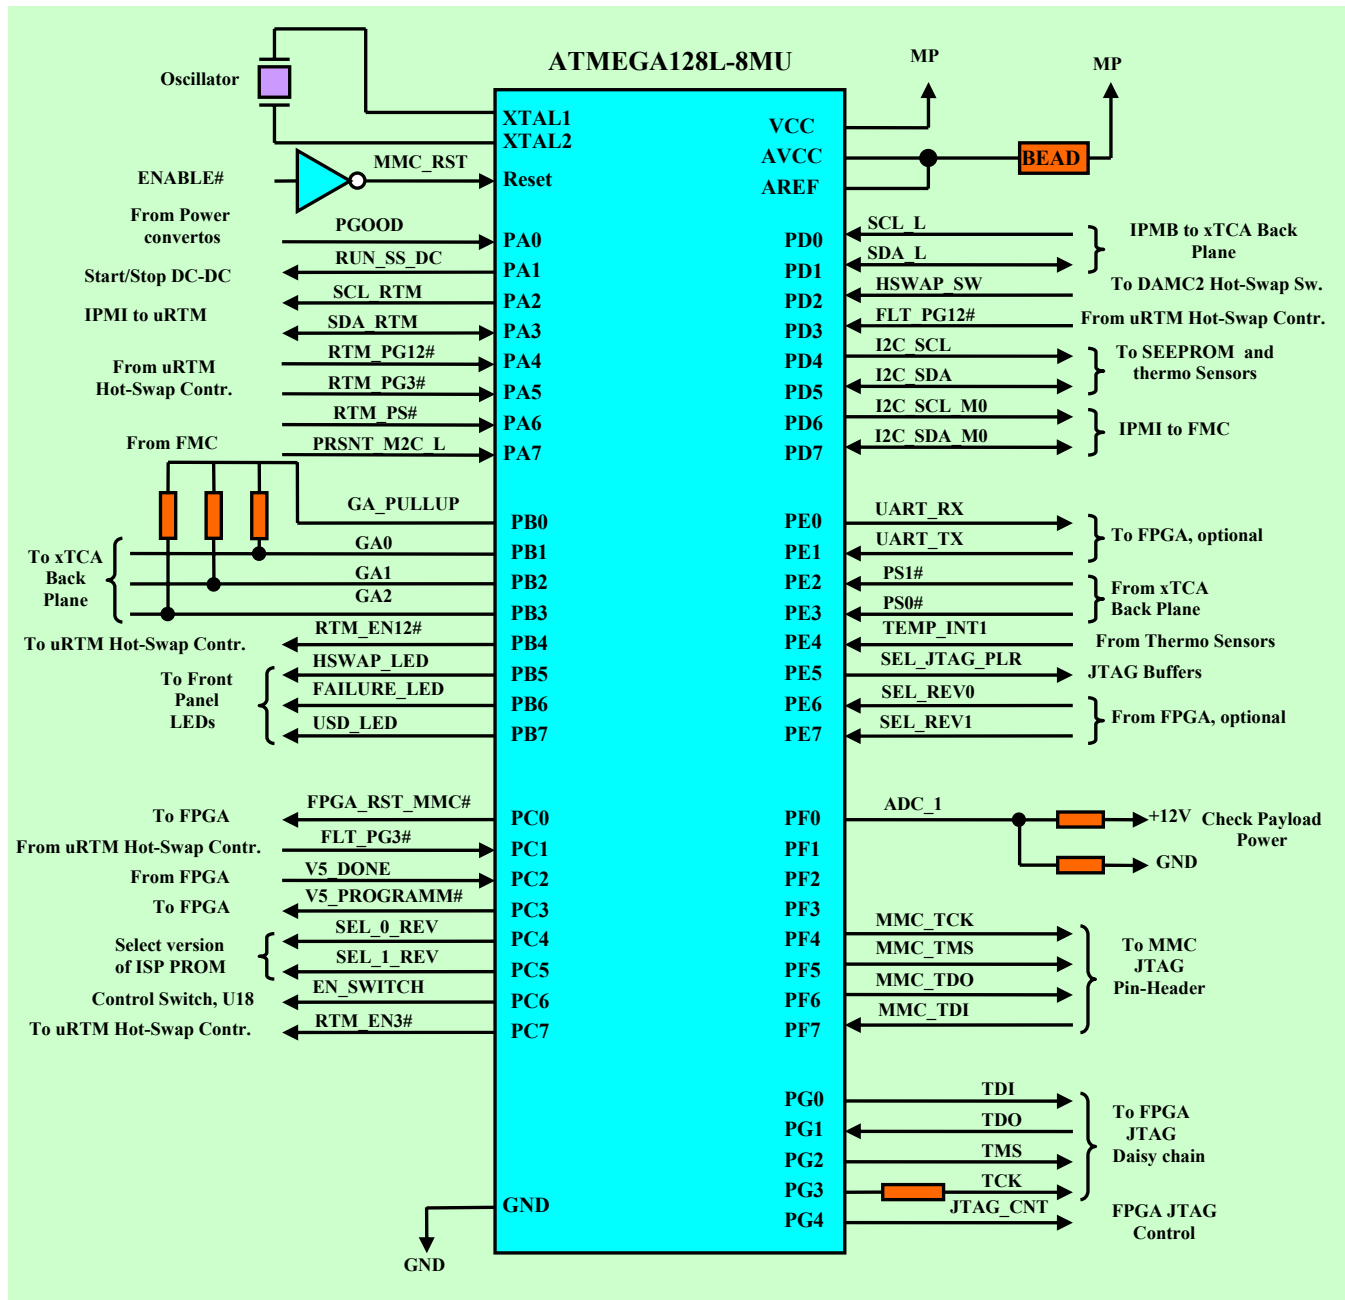 ATMEGA128L-8MU
Oscillator
XTAL1
XTAL2
ENABLE#
MMC_RST
Reset
From Power
convertos
PGOOD
PA0
Start/Stop DC-DC
RUN_SS_DC
PA1
IPMI to uRTM
SCL_RTM
PA2
SDA_RTM
PA3
From uRTM
Hot-Swap Contr.
RTM_PG12#
PA4
RTM_PG3#
PA5
RTM_PS#
PA6
From FMC
PRSNT_M2C_L
PA7
GA_PULLUP
PB0
To xTCA
Back
Plane
GA0
PB1
GA1
PB2
GA2
PB3
To uRTM Hot-Swap Contr.
RTM_EN12#
PB4
To Front
Panel
LEDs
HSWAP_LED
PB5
FAILURE_LED
PB6
USD_LED
PB7
To FPGA
FPGA_RST_MMC#
PC0
From uRTM Hot-Swap Contr.
FLT_PG3#
PC1
From FPGA
V5_DONE
PC2
To FPGA
V5_PROGRAMM#
PC3
Select version
of ISP PROM
SEL_0_REV
PC4
SEL_1_REV
PC5
Control Switch, U18
EN_SWITCH
PC6
To uRTM Hot-Swap Contr.
RTM_EN3#
PC7
GND
GND
MP
MP
VCC
AVCC
BEAD
AREF
PD0
SCL_L
PD1
SDA_L
IPMB to xTCA Back
Plane
PD2
HSWAP_SW
To DAMC2 Hot-Swap Sw.
PD3
FLT_PG12#
From uRTM Hot-Swap Contr.
PD4
I2C_SCL
PD5
I2C_SDA
To SEEPROM and
thermo Sensors
PD6
I2C_SCL_M0
PD7
I2C_SDA_M0
IPMI to FMC
PE0
UART_RX
PE1
UART_TX
To FPGA, optional
PE2
PS1#
PE3
PS0#
From xTCA
Back Plane
PE4
TEMP_INT1
From Thermo Sensors
PE5
SEL_JTAG_PLR
JTAG Buffers
PE6
SEL_REV0
PE7
SEL_REV1
From FPGA, optional
PF0
ADC_1
+12V
Check Payload
Power
GND
PF1
PF2
PF3
PF4
MMC_TCK
PF5
MMC_TMS
PF6
MMC_TDO
PF7
MMC_TDI
To MMC
JTAG
Pin-Header
PG0
TDI
PG1
TDO
PG2
TMS
PG3
TCK
To FPGA
JTAG
Daisy chain
PG4
JTAG_CNT
FPGA JTAG
Control